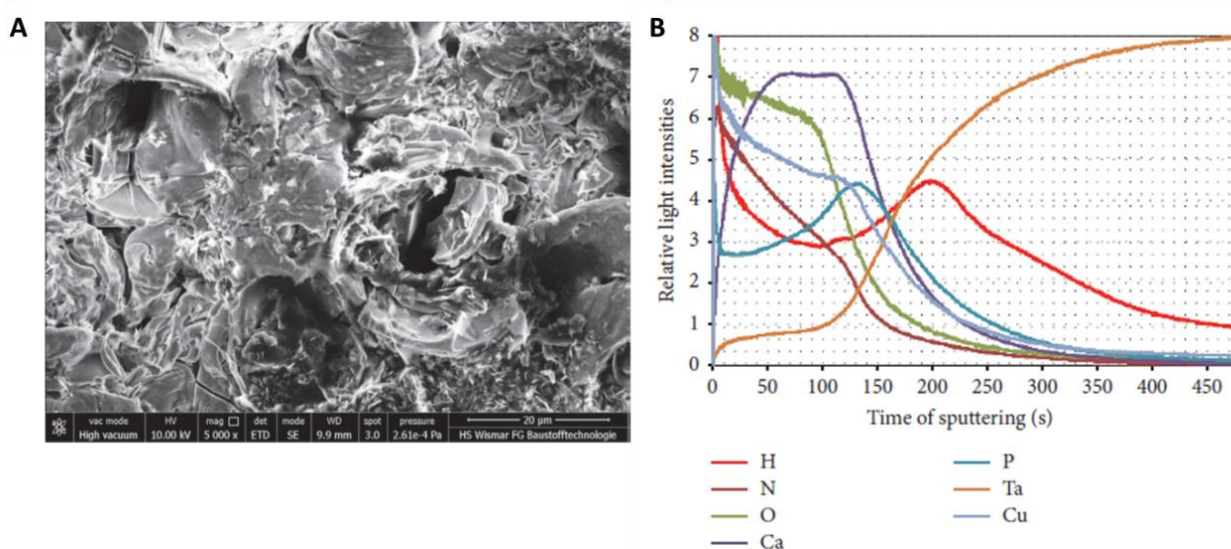 A
vac mode HV mag □ det mode WD spot pressure 20 µm
High vacuum 10.00 kV 5 000 x ETD SE 9.9 mm 3.0 2.61e-4 Pa HS Wismar FG Baustofftechnologie
B
Relative light intensities
8
7
6
5
4
3
2
1
0
0 50 100 150 200 250 300 350 400 450
Time of sputtering (s)
H
N
O
Ca
P
Ta
Cu